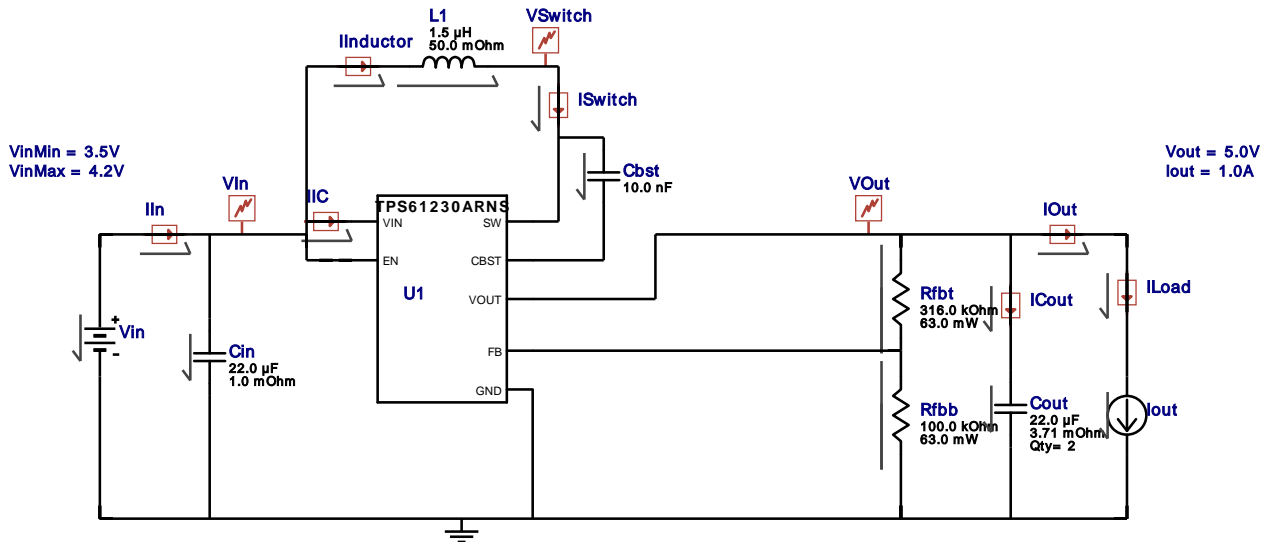 L1
1.5 µH
50.0 mOhm
VSwitch
IInductor
ISwitch
VinMin = 3.5V
VinMax = 4.2V
Vout = 5.0V
Iout = 1.0A
Cbst
10.0 nF
VIn
IIC
VOut
IIn
TPS61230ARNS
IOut
VIN
SW
EN
CBST
U1
VOUT
FB
GND
Rfbt
316.0 kOhm
63.0 mW
ICout
ILoad
+
Vin
-
Cin
22.0 µF
1.0 mOhm
Rfbb
100.0 kOhm
63.0 mW
Cout
22.0 µF
3.71 mOhm
Qty= 2
Iout